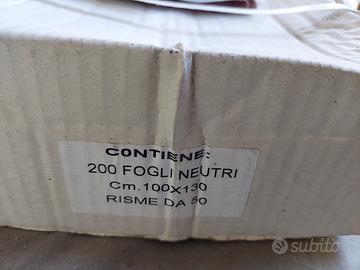 CONTIENE:
200 FOGLI NEUTRI
Cm.100X130
RISME DA 50
subito